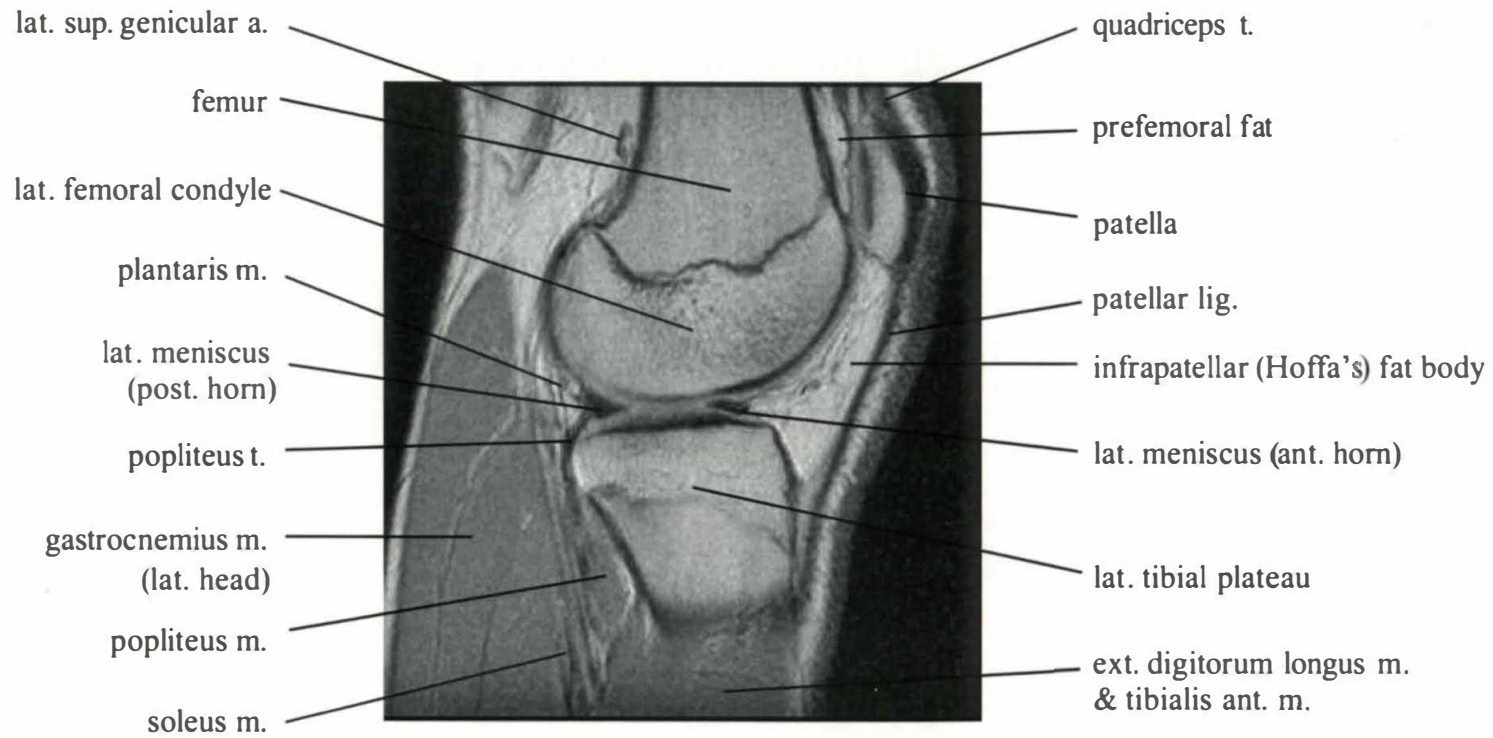 lat. sup. genicular a.
femur
lat. femoral condyle
plantaris m.
lat. meniscus
(post. horn)
popliteus t.
gastrocnemius m.
(lat. head)
popliteus m.
soleus m.
quadriceps t.
prefemoral fat
patella
patellar lig.
infrapatellar (Hoffa's) fat body
lat. meniscus (ant. horn)
lat. tibial plateau
ext. digitorum longus m.
& tibialis ant. m.